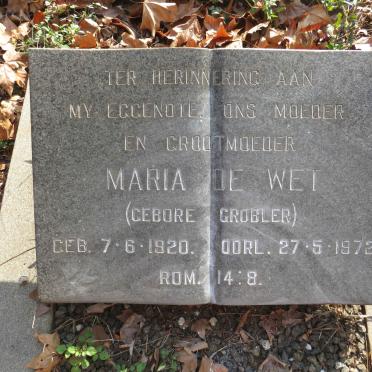 TER HERINNERING AAN
MY EGGENOTE, ONS MOEDER
EN GROOTMOEDER
MARIA DE WET
(GEBORE GROBLER)
GEB. 7-6-1920. OORL. 27-5-1972
ROM. 14:8.